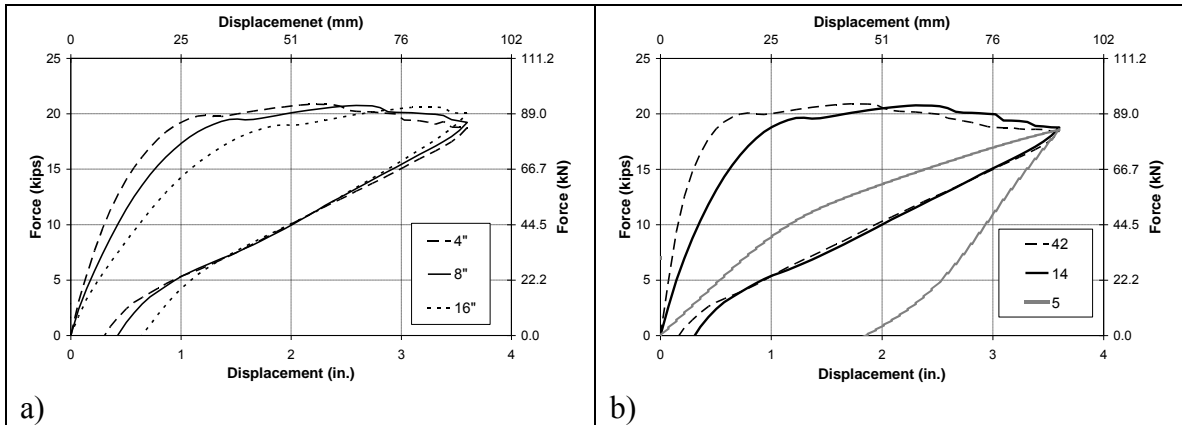 Displacemenet (mm)
0 25 51 76 102
25 111.2
20 89.0
15 66.7
10 44.5
5 22.2
0 0.0
Force (kips)
Force (kN)
4"
8"
16"
0 1 2 3 4
Displacement (in.)
a)
Displacement (mm)
0 25 51 76 102
25 111.2
20 89.0
15 66.7
10 44.5
5 22.2
0 0.0
Force (kips)
Force (kN)
42
14
5
0 1 2 3 4
Displacement (in.)
b)